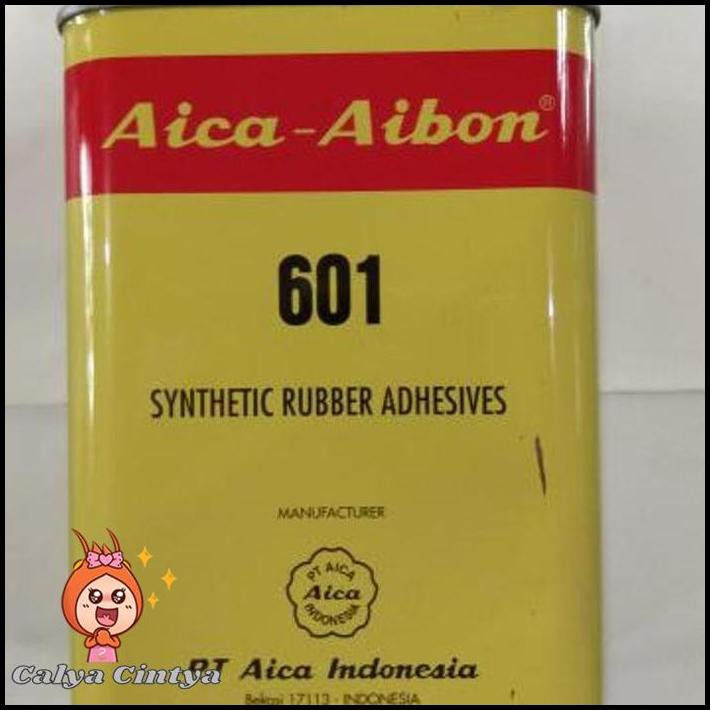 Aica-Aibon®
601
SYNTHETIC RUBBER ADHESIVES
MANUFACTURER
PT AICA
Aica
INDONESIA
PT Aica Indonesia
Bekasi 17113 - INDONESIA
Calya Cintya